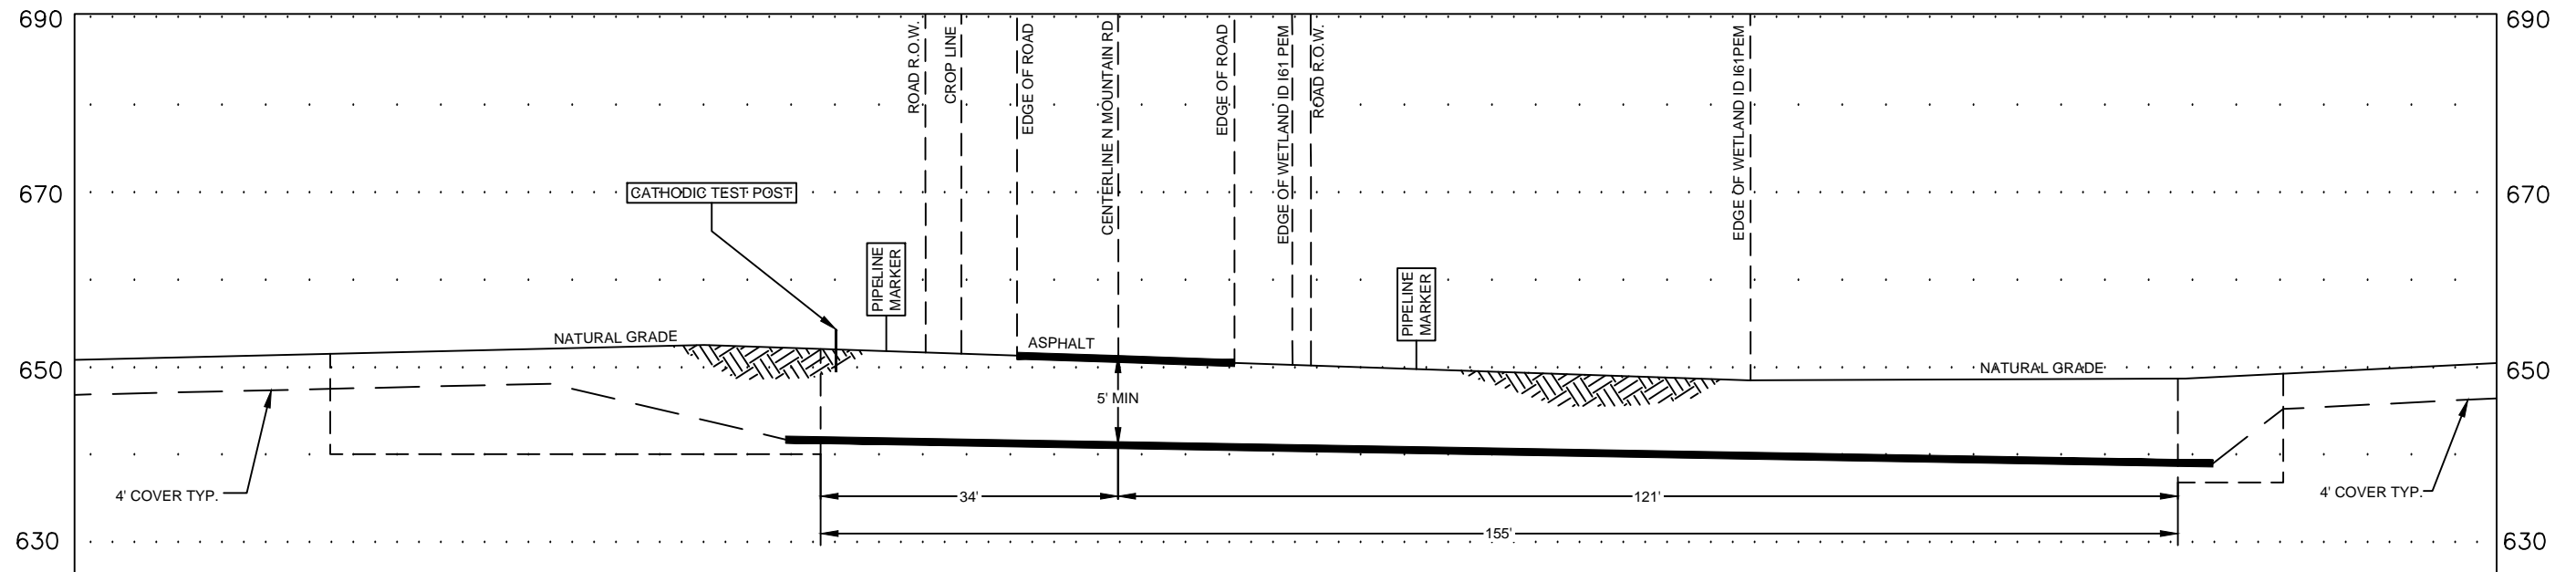 690
690
ROAD R.O.W.
CROP LINE
EDGE OF ROAD
CENTERLINE N MOUNTAIN RD
EDGE OF ROAD
EDGE OF WETLAND ID I61 PEM
ROAD R.O.W.
EDGE OF WETLAND ID I61PEM
670
CATHODIC TEST POST
670
PIPELINE
MARKER
PIPELINE
MARKER
NATURAL GRADE
ASPHALT
650
NATURAL GRADE
650
5' MIN
4' COVER TYP.
34'
121'
4' COVER TYP.
155'
630
630